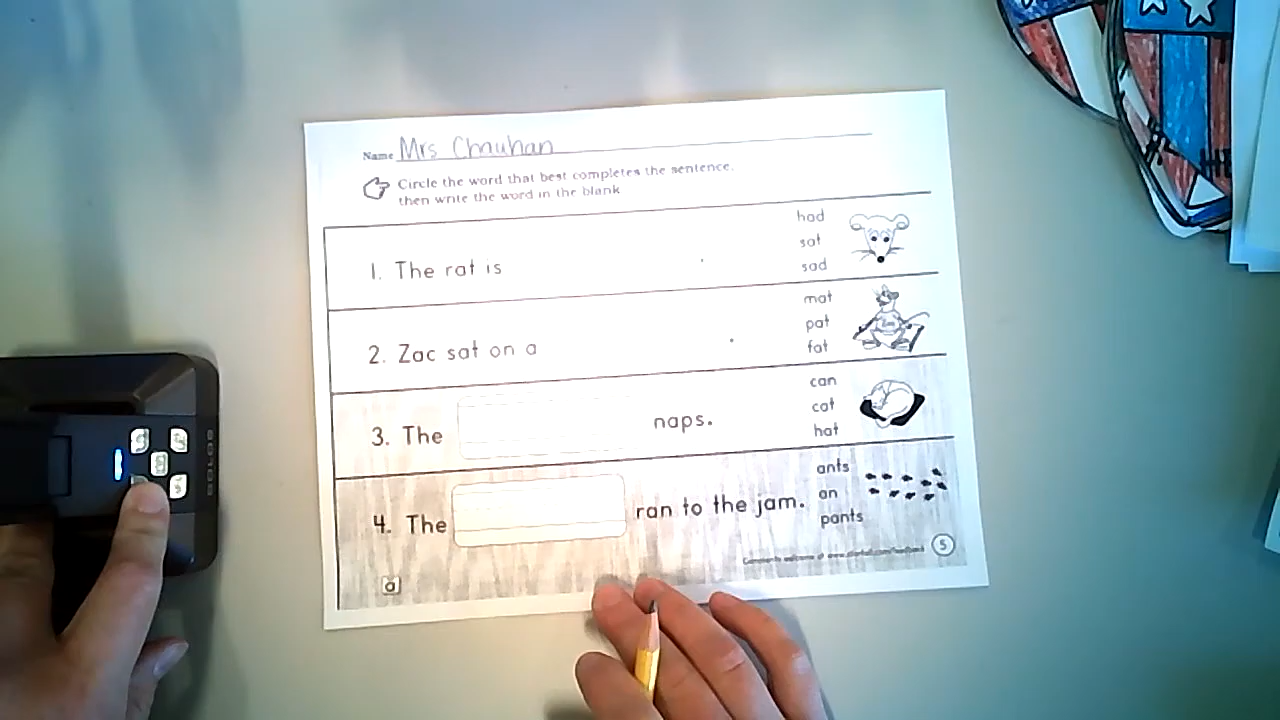 Name Mrs Chauhan
Circle the word that best completes the sentence,
then write the word in the blank
1. The rat is .
had
sat
sad
2. Zac sat on a .
mat
pat
fat
3. The naps.
can
cat
hat
4. The ran to the jam.
ants
an
pants
5
a